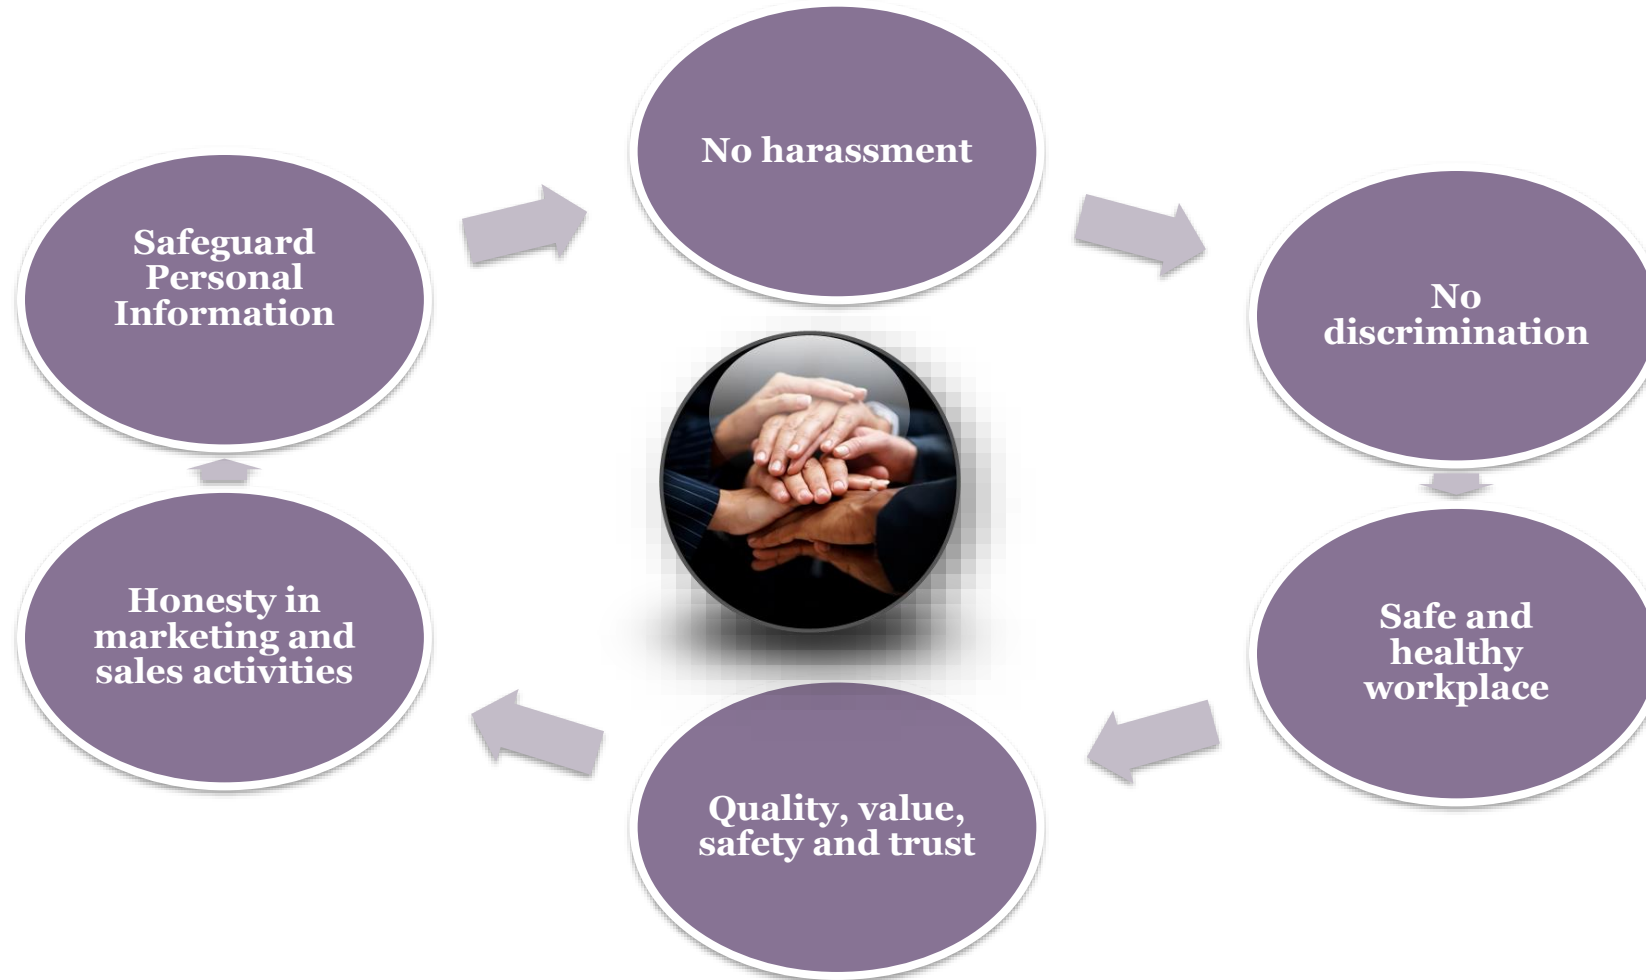 No harassment
No
discrimination
Safe and
healthy
workplace
Quality, value,
safety and trust
Honesty in
marketing and
sales activities
Safeguard
Personal
Information